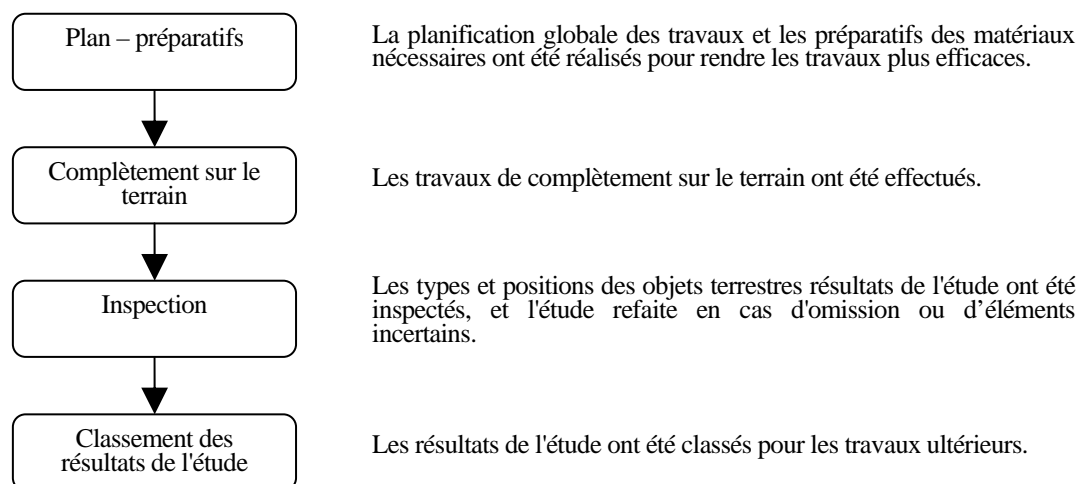 Plan – préparatifs
La planification globale des travaux et les préparatifs des matériaux
nécessaires ont été réalisés pour rendre les travaux plus efficaces.
Complètement sur le
terrain
Les travaux de complètement sur le terrain ont été effectués.
Inspection
Les types et positions des objets terrestres résultats de l'étude ont été
inspectés, et l'étude refaite en cas d'omission ou d’éléments
incertains.
Classement des
résultats de l'étude
Les résultats de l'étude ont été classés pour les travaux ultérieurs.